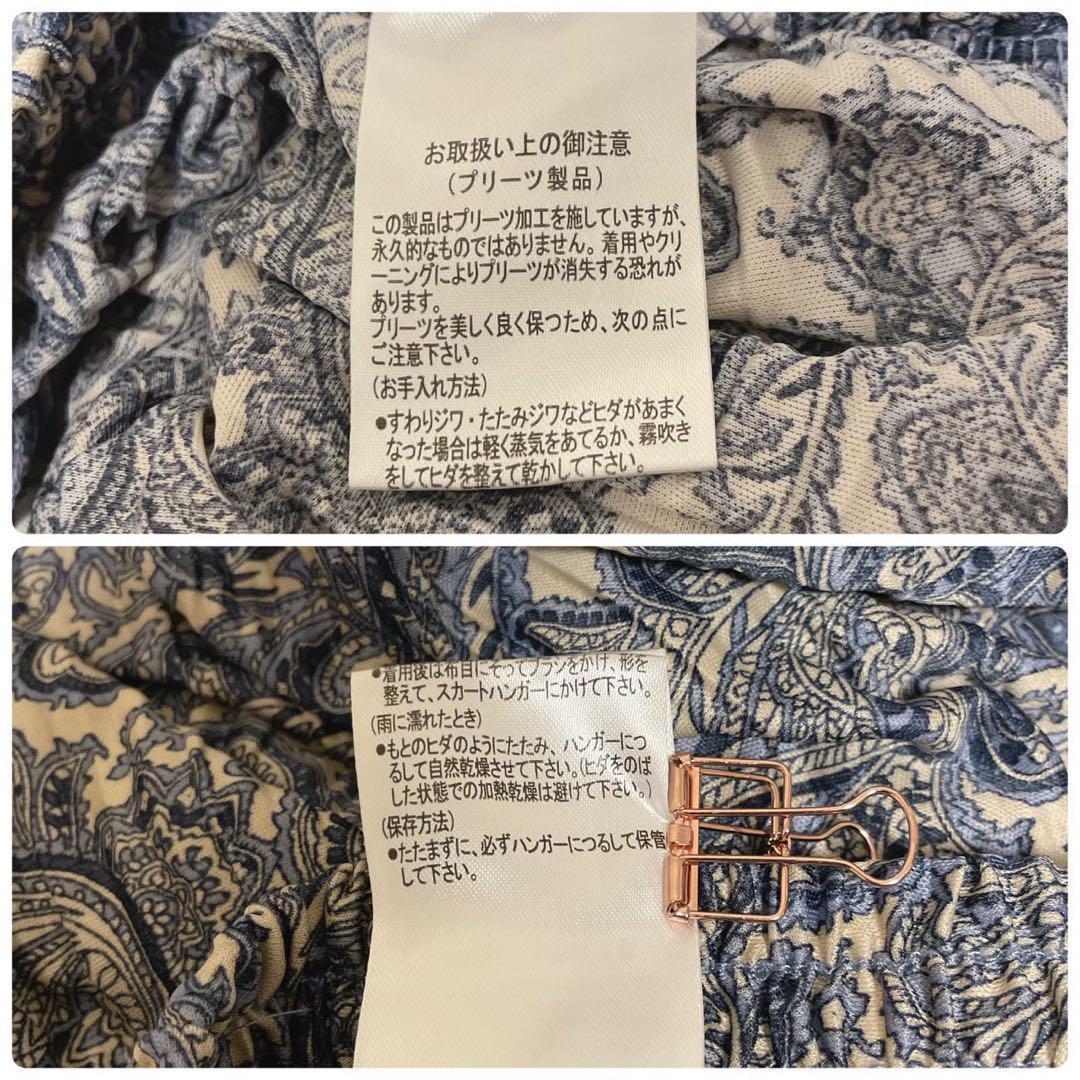 お取扱い上の御注意
(プリーツ製品)
この製品はプリーツ加工を施していますが、
永久的なものではありません。着用やクリ
ーニングによりプリーツが消失する恐れが
あります。
プリーツを美しく良く保つため、次の点に
ご注意下さい。
(お手入れ方法)
●すわりジワ・たたみジワなどヒダがあまく
なった場合は軽く蒸気をあてるか、霧吹き
をしてヒダを整えて乾かして下さい。
●着用後は布目にそってブラシをかけ、形を
整えて、スカートハンガーにかけて下さい。
(雨に濡れたとき)
●もとのヒダのようにたたみ、ハンガーにつ
るして自然乾燥させて下さい。(ヒダをのば
した状態での加熱乾燥は避けて下さい。)
(保存方法)
●たたまずに、必ずハンガーにつるして保管
して下さい。